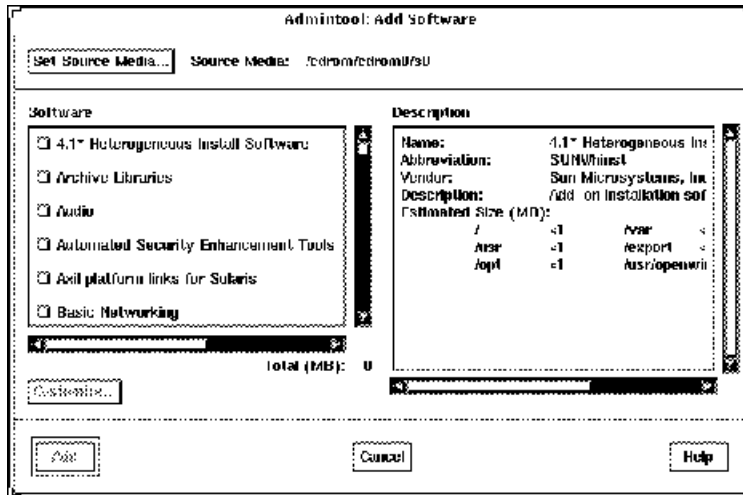 Admintool: Add Software
Set Source Media... Source Media: /cdrom/cdrom0/s0
Software
4.1* Heterogeneous Install Software
Archive Libraries
Audio
Automated Security Enhancement Tools
Axil platform links for Solaris
Basic Networking
Total (MB): 0
Customize...
Description
Name: 4.1* Heterogeneous Ins
Abbreviation: SUNWhinst
Vendor: Sun Microsystems, Inc
Description: Add-on installation sof
Estimated Size (MB):
/ <1 /var <
/usr <1 /export <
/opt <1 /usr/openwin
Add Cancel Help